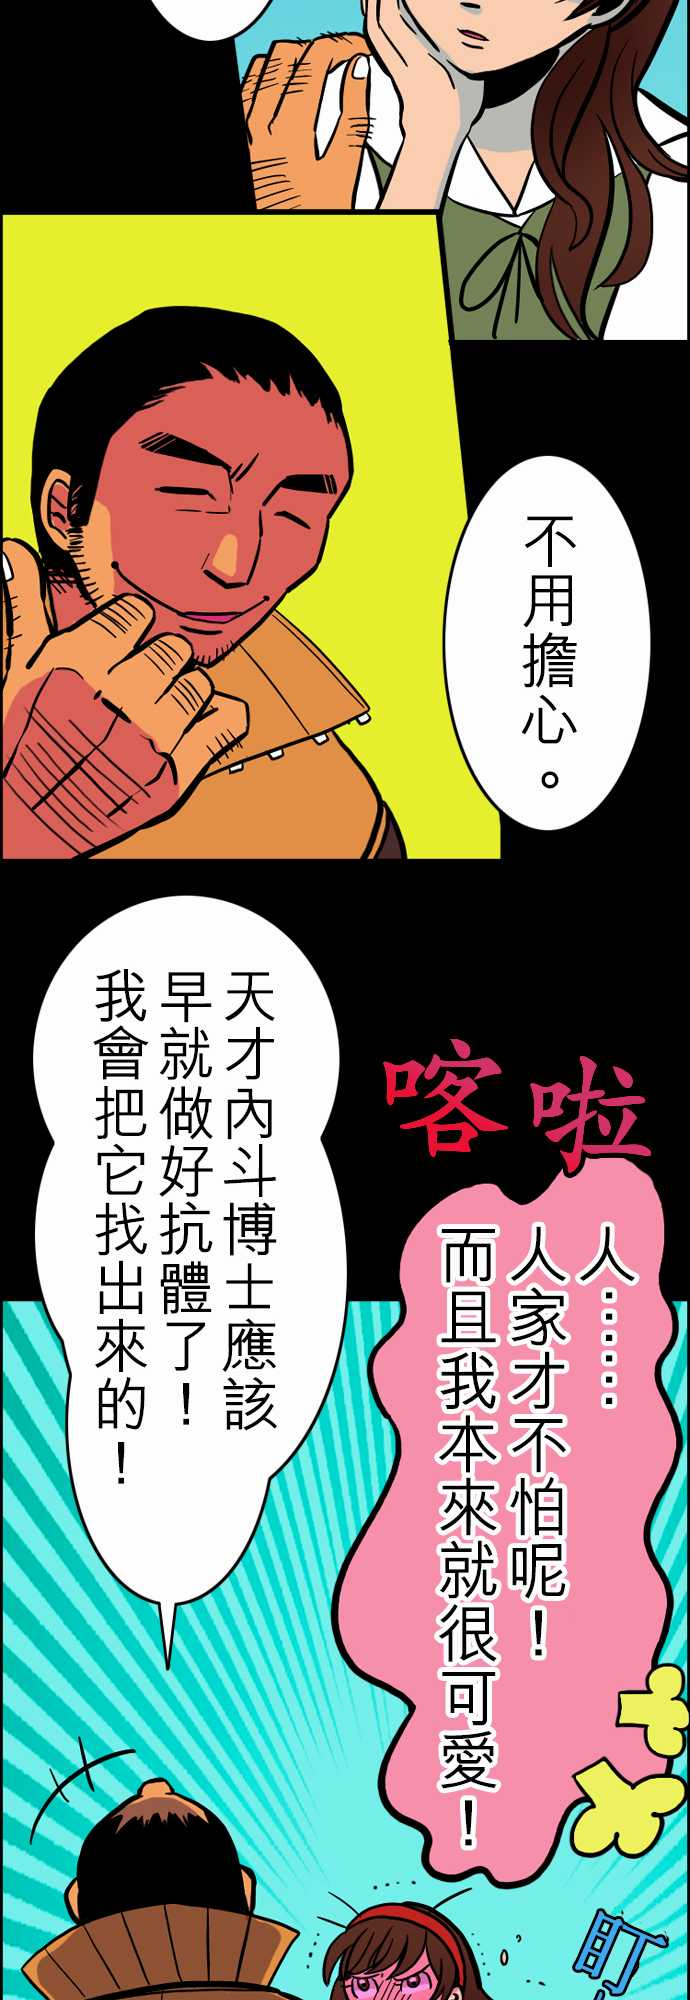 不用擔心。
喀啦
人……
人家才不怕呢！
而且我本來就很可愛！
天才內斗博士應該
早就做好抗體了！
我會把它找出來的！
盯